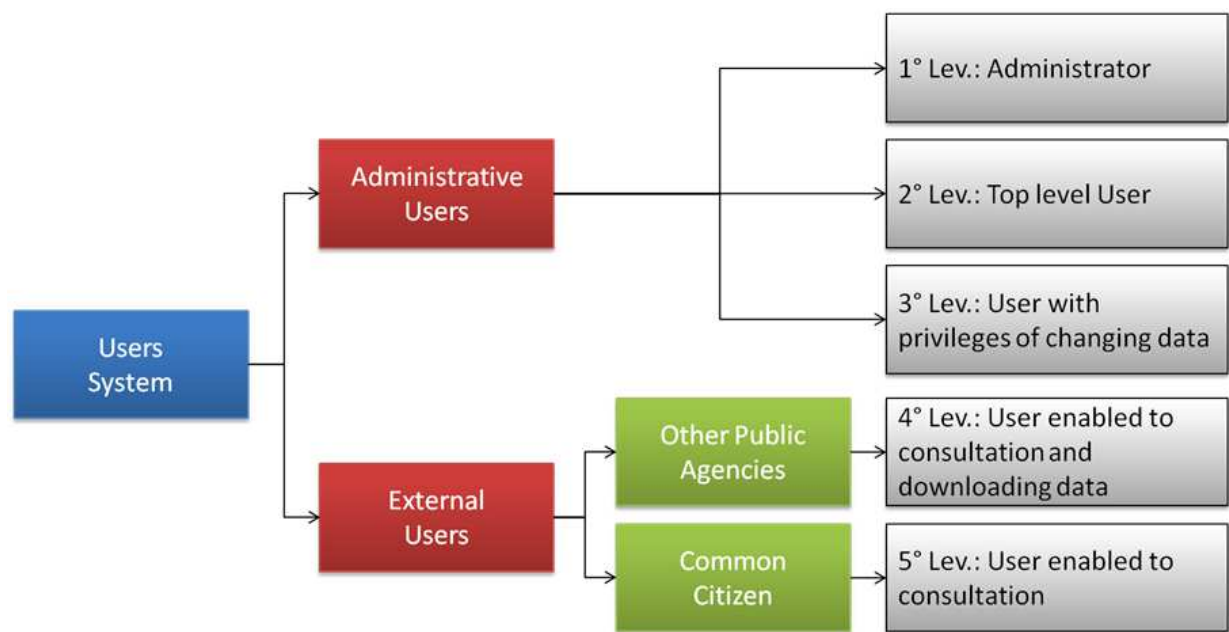 Users
System
Administrative
Users
1° Lev.: Administrator
2° Lev.: Top level User
3° Lev.: User with
privileges of changing data
External
Users
Other Public
Agencies
4° Lev.: User enabled to
consultation and
downloading data
Common
Citizen
5° Lev.: User enabled to
consultation